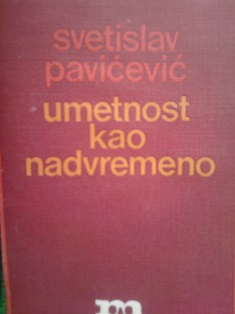 svetislav
pavićević
umetnost
kao
nadvremeno